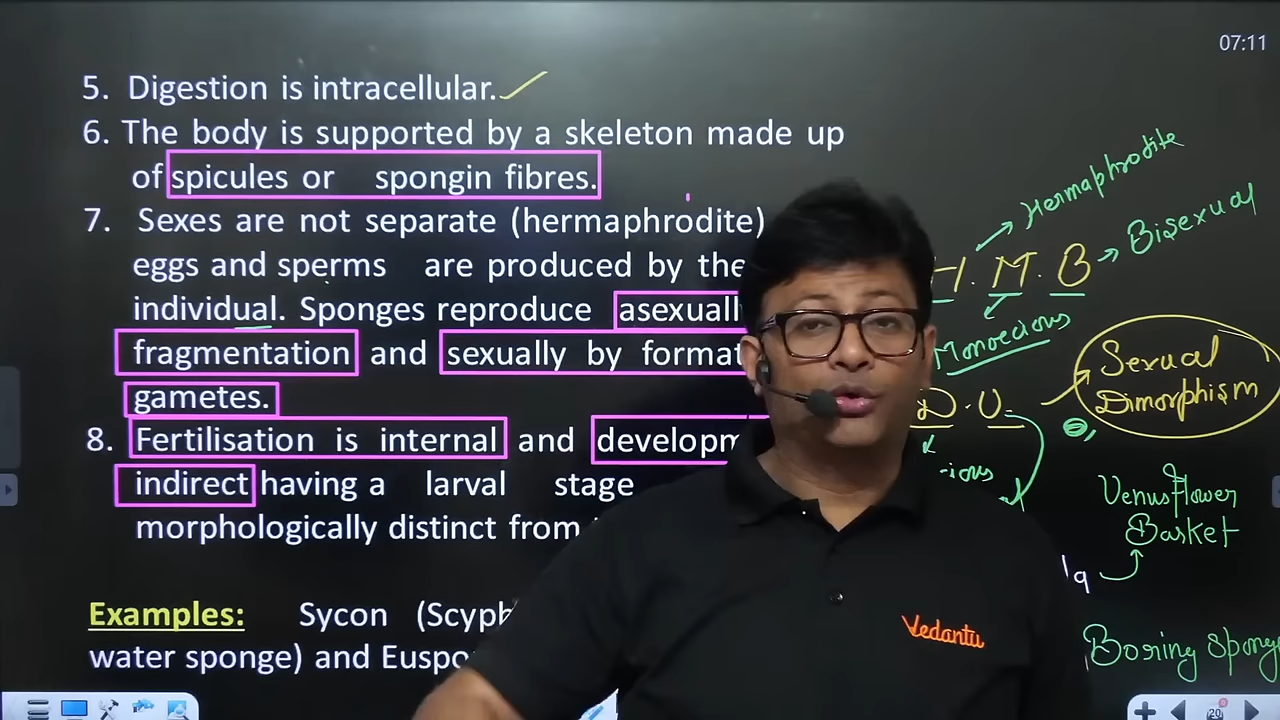 07:11
5. Digestion is intracellular.
6. The body is supported by a skeleton made up
of spicules or spongin fibres.
7. Sexes are not separate (hermaphrodite)
eggs and sperms are produced by the
individual. Sponges reproduce asexuall
fragmentation and sexually by format
gametes.
8. Fertilisation is internal and developm
indirect having a larval stage
morphologically distinct from
Examples: Sycon (Scyph
water sponge) and Euspo
Hermaphrodite
H. M. B → Bisexual
Monoecious
D. U.
Sexual
Dimorphism
-ious
Venus flower
Basket
Boring Sponge
Vedantu
20